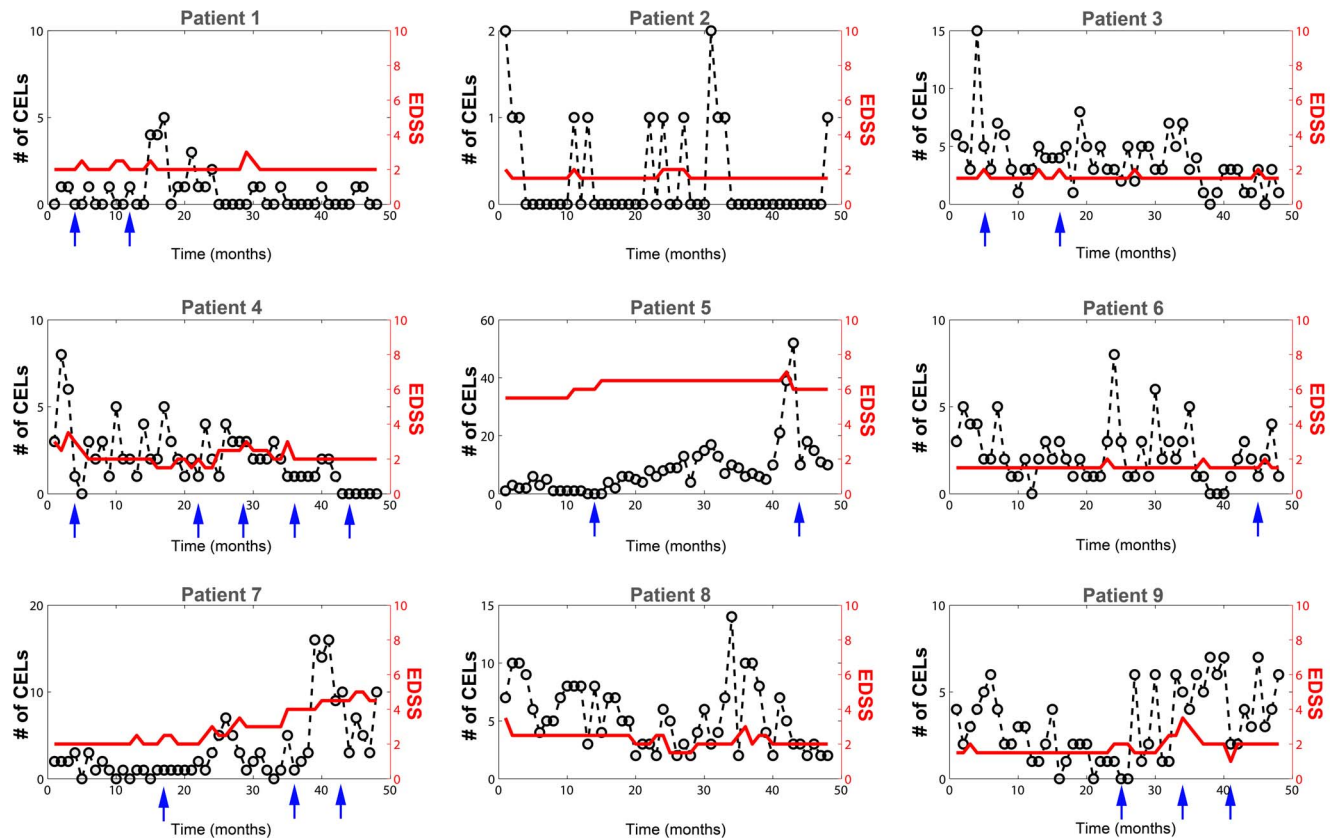 Patient 1
10
5
0
# of CELs
10
8
6
4
2
0
EDSS
0 10 20 30 40 50
Time (months)
Patient 2
2
1
0
# of CELs
10
8
6
4
2
0
EDSS
0 10 20 30 40 50
Time (months)
Patient 3
15
10
5
0
# of CELs
10
8
6
4
2
0
EDSS
0 10 20 30 40 50
Time (months)
Patient 4
10
5
0
# of CELs
10
8
6
4
2
0
EDSS
0 10 20 30 40 50
Time (months)
Patient 5
60
40
20
0
# of CELs
10
8
6
4
2
0
EDSS
0 10 20 30 40 50
Time (months)
Patient 6
10
5
0
# of CELs
10
8
6
4
2
0
EDSS
0 10 20 30 40 50
Time (months)
Patient 7
20
10
0
# of CELs
10
8
6
4
2
0
EDSS
0 10 20 30 40 50
Time (months)
Patient 8
15
10
5
0
# of CELs
10
8
6
4
2
0
EDSS
0 10 20 30 40 50
Time (months)
Patient 9
10
5
0
# of CELs
10
8
6
4
2
0
EDSS
0 10 20 30 40 50
Time (months)